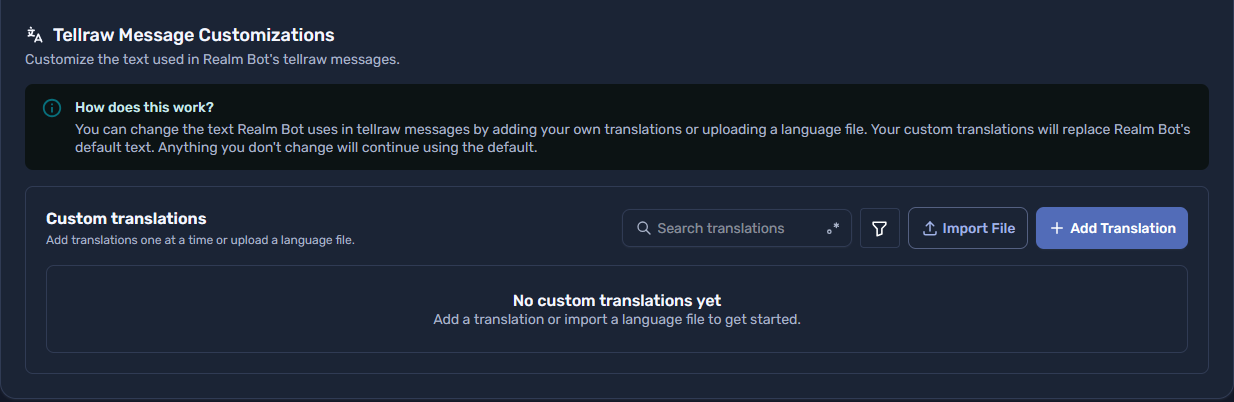 Tellraw Message Customizations
Customize the text used in Realm Bot's tellraw messages.
How does this work?
You can change the text Realm Bot uses in tellraw messages by adding your own translations or uploading a language file. Your custom translations will replace Realm Bot's
default text. Anything you don't change will continue using the default.
Custom translations
Add translations one at a time or upload a language file.
Search translations .*
Import File
+ Add Translation
No custom translations yet
Add a translation or import a language file to get started.